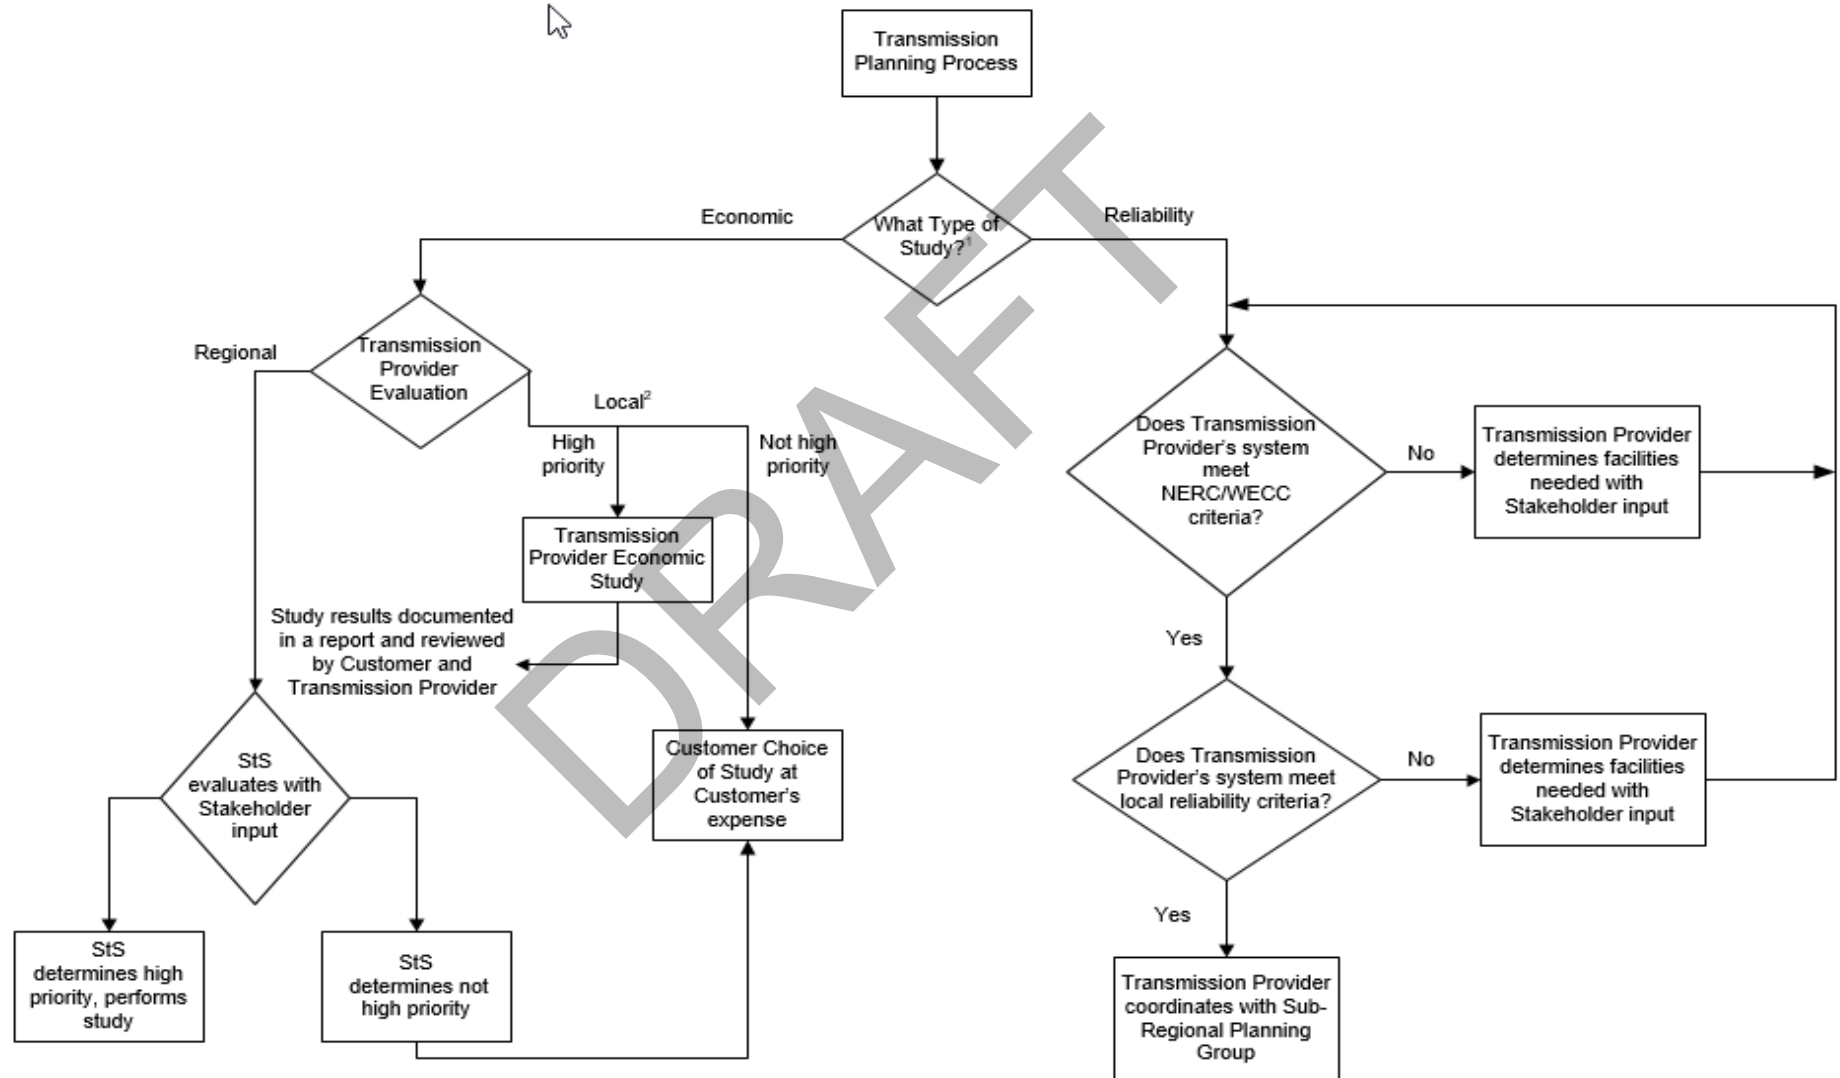 Transmission
Planning Process
What Type of
Study?¹
Economic
Reliability
Transmission
Provider
Evaluation
Regional
Local²
High
priority
Not high
priority
Transmission
Provider Economic
Study
Study results documented
in a report and reviewed
by Customer and
Transmission Provider
StS
evaluates with
Stakeholder
input
Customer Choice
of Study at
Customer's
expense
StS
determines high
priority, performs
study
StS
determines not
high priority
Does Transmission
Provider's system
meet
NERC/WECC
criteria?
No
Transmission Provider
determines facilities
needed with
Stakeholder input
Yes
Does Transmission
Provider's system meet
local reliability criteria?
No
Transmission Provider
determines facilities
needed with
Stakeholder input
Yes
Transmission Provider
coordinates with Sub-
Regional Planning
Group
DRAFT